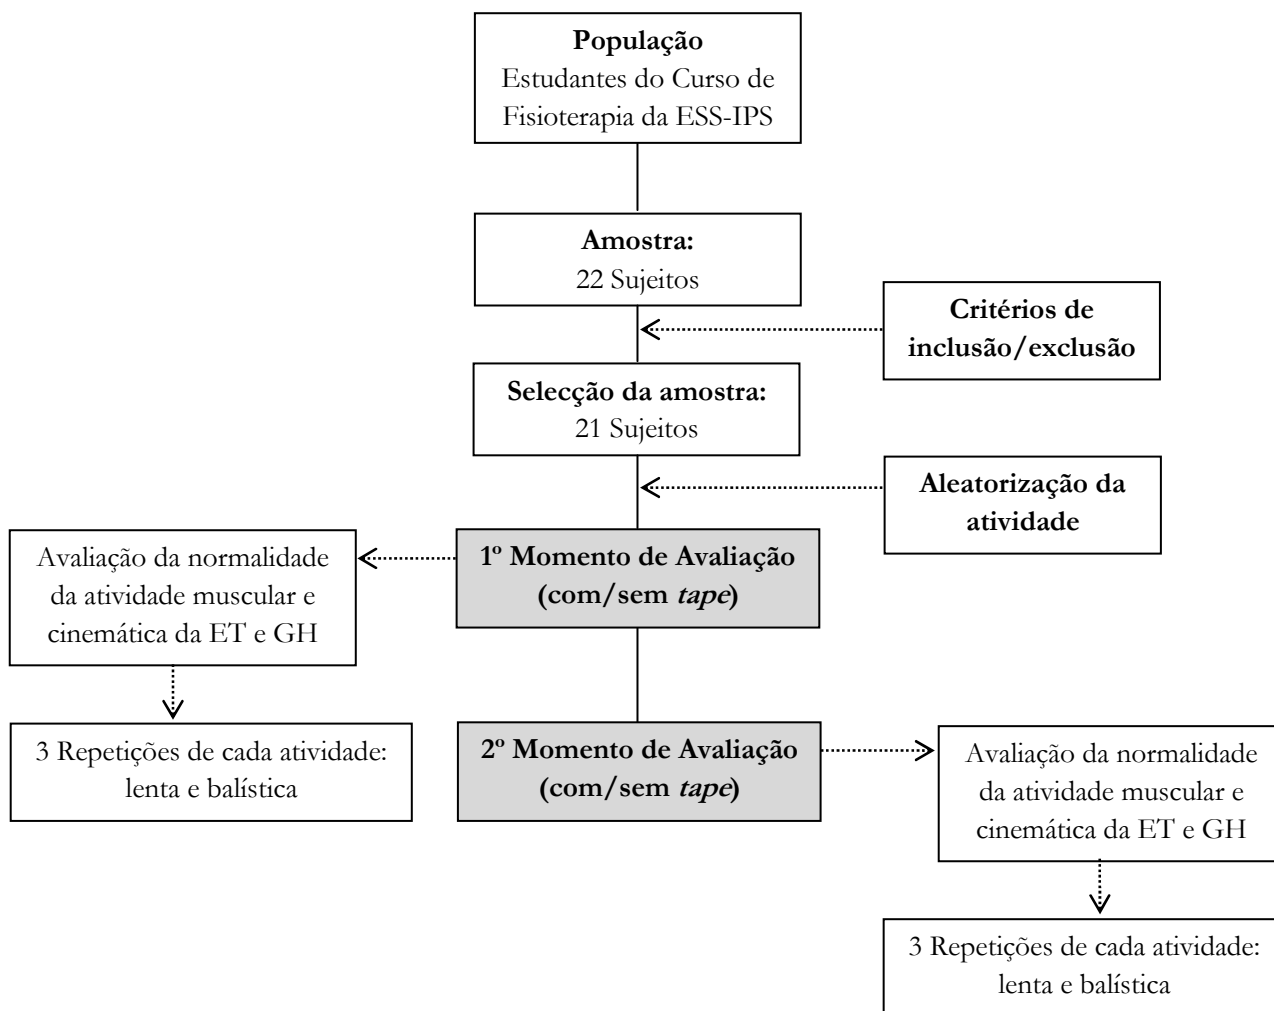 População
Estudantes do Curso de
Fisioterapia da ESS-IPS
Amostra:
22 Sujeitos
Critérios de
inclusão/exclusão
Selecção da amostra:
21 Sujeitos
Aleatorização da
atividade
Avaliação da normalidade
da atividade muscular e
cinemática da ET e GH
1º Momento de Avaliação
(com/sem tape)
3 Repetições de cada atividade:
lenta e balística
2º Momento de Avaliação
(com/sem tape)
Avaliação da normalidade
da atividade muscular e
cinemática da ET e GH
3 Repetições de cada atividade:
lenta e balística